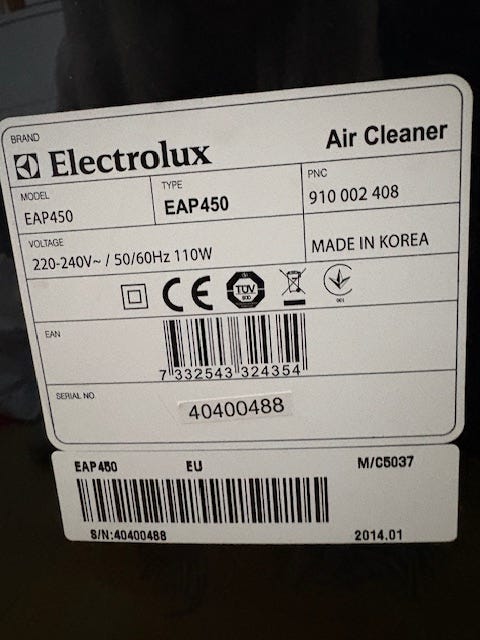 BRAND
Electrolux
Air Cleaner
MODEL
EAP450
TYPE
EAP450
PNC
910 002 408
VOLTAGE
220-240V~ / 50/60Hz 110W
MADE IN KOREA
CE
TÜV
001
EAN
7 332543 324354
SERIAL NO.
40400488
EAP450 EU M/C5037
S/N:40400488 2014.01